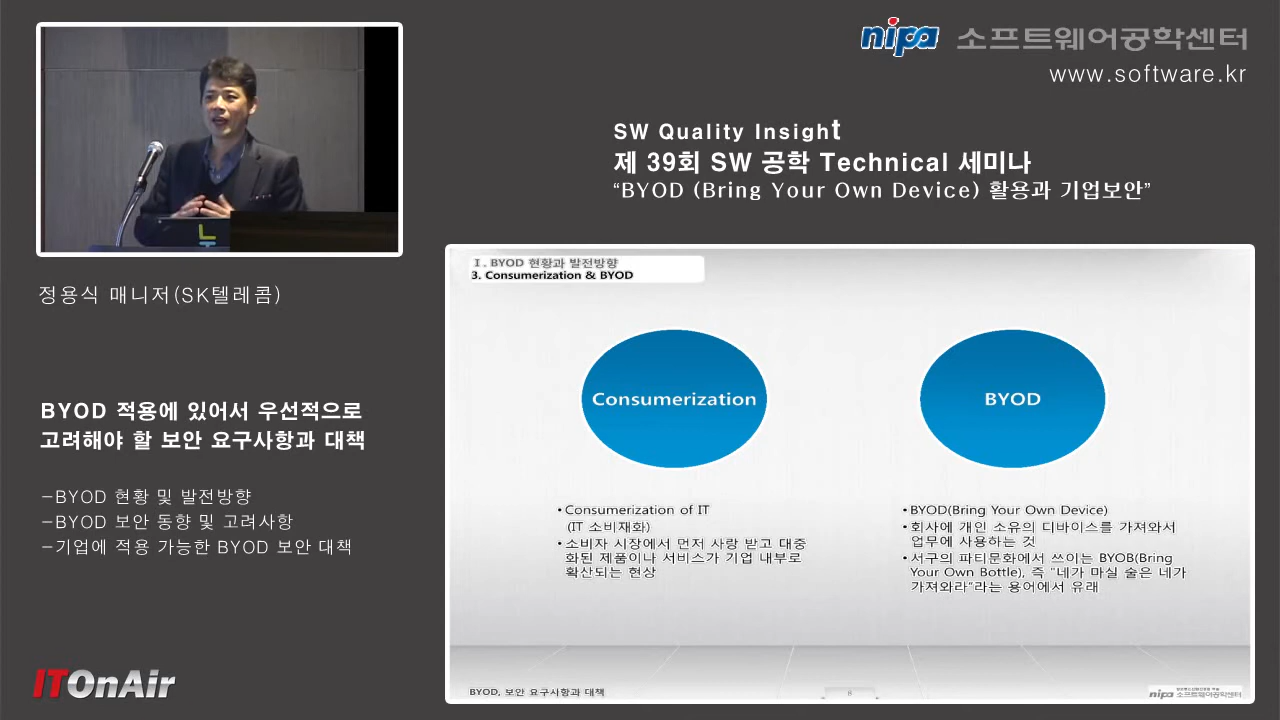 nipa 소프트웨어공학센터
www.software.kr
SW Quality Insight
제 39회 SW 공학 Technical 세미나
“BYOD (Bring Your Own Device) 활용과 기업보안”
정용식 매니저(SK텔레콤)
BYOD 적용에 있어서 우선적으로
고려해야 할 보안 요구사항과 대책
-BYOD 현황 및 발전방향
-BYOD 보안 동향 및 고려사항
-기업에 적용 가능한 BYOD 보안 대책
ITOnAir
Ⅰ. BYOD 현황과 발전방향
3. Consumerization & BYOD
Consumerization
BYOD
• Consumerization of IT
(IT 소비재화)
• 소비자 시장에서 먼저 사랑 받고 대중
화된 제품이나 서비스가 기업 내부로
확산되는 현상
• BYOD(Bring Your Own Device)
• 회사에 개인 소유의 디바이스를 가져와서
업무에 사용하는 것
• 서구의 파티문화에서 쓰이는 BYOB(Bring
Your Own Bottle), 즉 "네가 마실 술은 네가
가져와라"라는 용어에서 유래
BYOD, 보안 요구사항과 대책
8
nipa 소프트웨어공학센터